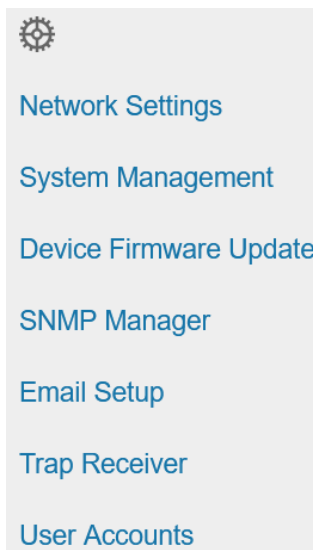 Network Settings
System Management
Device Firmware Update
SNMP Manager
Email Setup
Trap Receiver
User Accounts